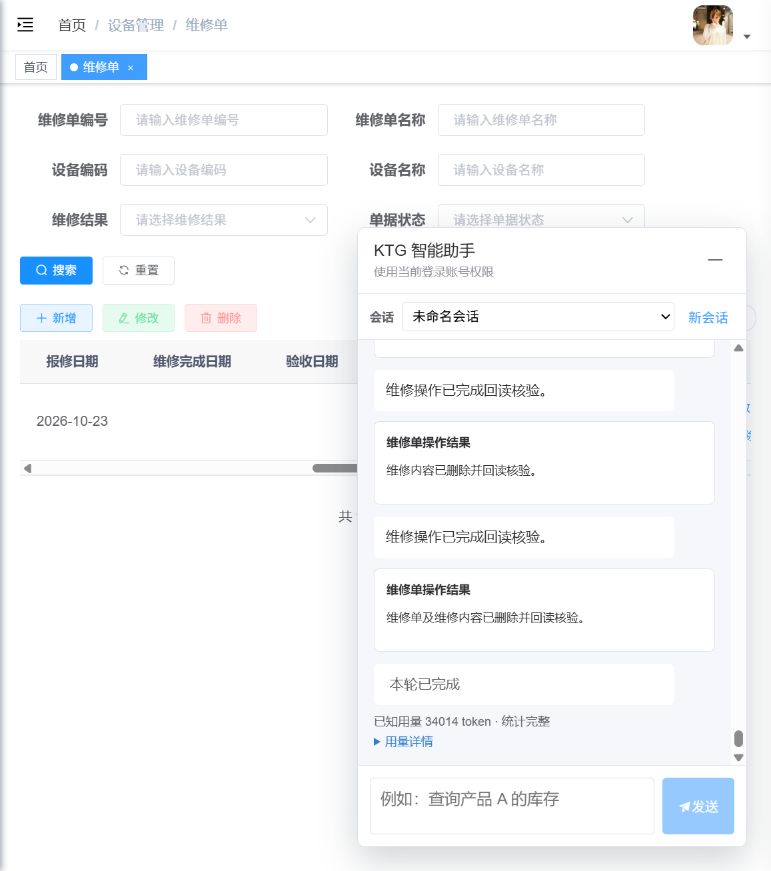 首页 / 设备管理 / 维修单
首页 维修单 ×
维修单编号 请输入维修单编号 维修单名称 请输入维修单名称
设备编码 请输入设备编码 设备名称 请输入设备名称
维修结果 请选择维修结果 单据状态 请选择单据状态
搜索 重置
新增 修改 删除
报修日期 维修完成日期 验收日期
2026-10-23
共
KTG 智能助手
使用当前登录账号权限
会话 未命名会话 新会话
维修操作已完成回读核验。
维修单操作结果
维修内容已删除并回读核验。
维修操作已完成回读核验。
维修单操作结果
维修单及维修内容已删除并回读核验。
本轮已完成
已知用量 34014 token · 统计完整
用量详情
例如：查询产品 A 的库存
发送